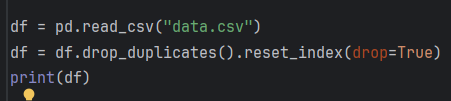 df = pd.read_csv("data.csv")
df = df.drop_duplicates().reset_index(drop=True)
print(df)